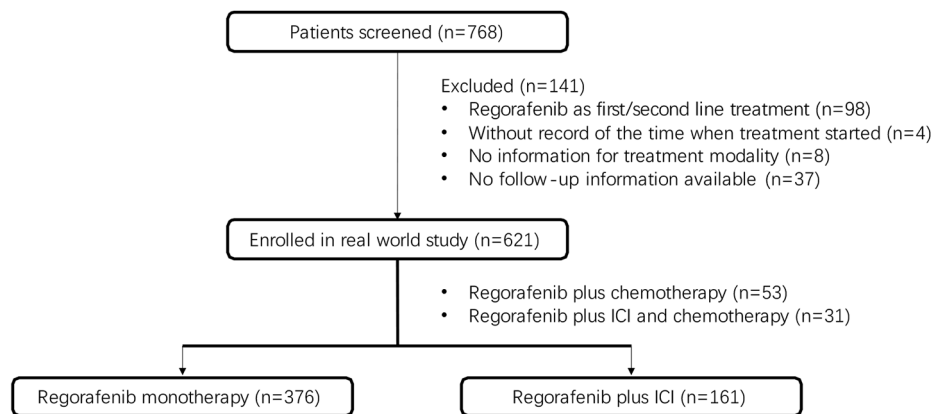 Patients screened (n=768)
Excluded (n=141)
• Regorafenib as first/second line treatment (n=98)
• Without record of the time when treatment started (n=4)
• No information for treatment modality (n=8)
• No follow-up information available (n=37)
Enrolled in real world study (n=621)
• Regorafenib plus chemotherapy (n=53)
• Regorafenib plus ICI and chemotherapy (n=31)
Regorafenib monotherapy (n=376)
Regorafenib plus ICI (n=161)